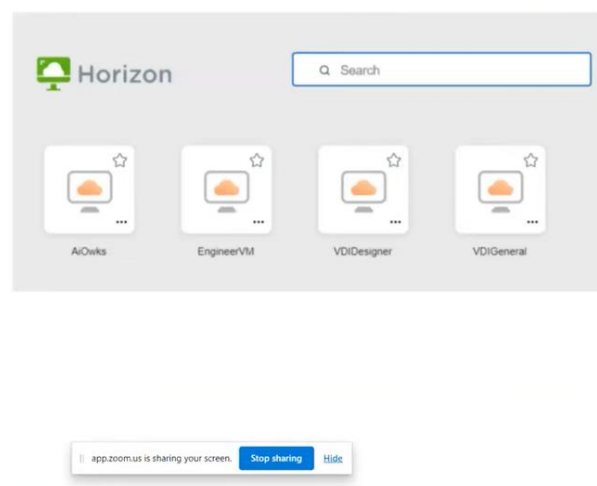 Horizon
Search
AiOwks EngineerVM VDIDesigner VDIGeneral
app.zoom.us is sharing your screen. Stop sharing Hide